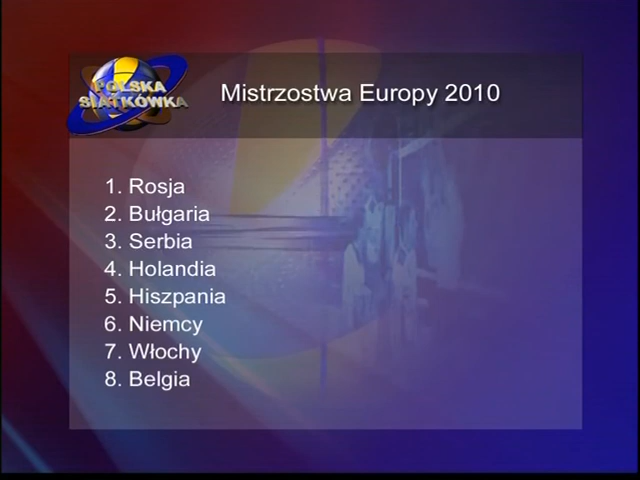 POLSKA
SIATKÓWKA
Mistrzostwa Europy 2010
1. Rosja
2. Bułgaria
3. Serbia
4. Holandia
5. Hiszpania
6. Niemcy
7. Włochy
8. Belgia